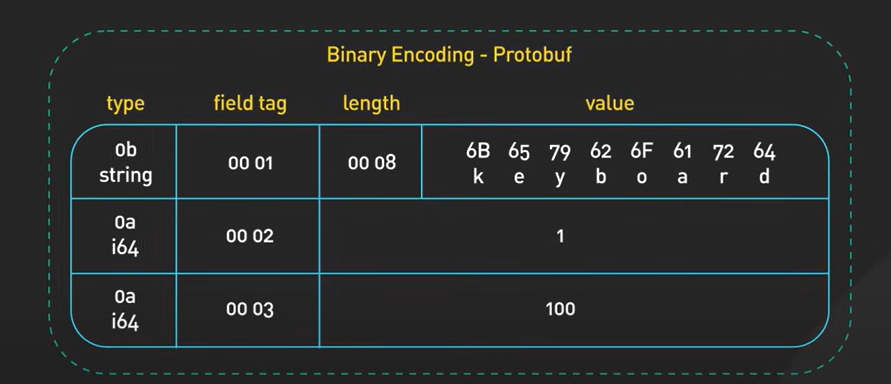 Binary Encoding - Protobuf
type field tag length value
0b
string
00 01
00 08
6B 65 79 62 6F 61 72 64
k e y b o a r d
0a
i64
00 02
1
0a
i64
00 03
100